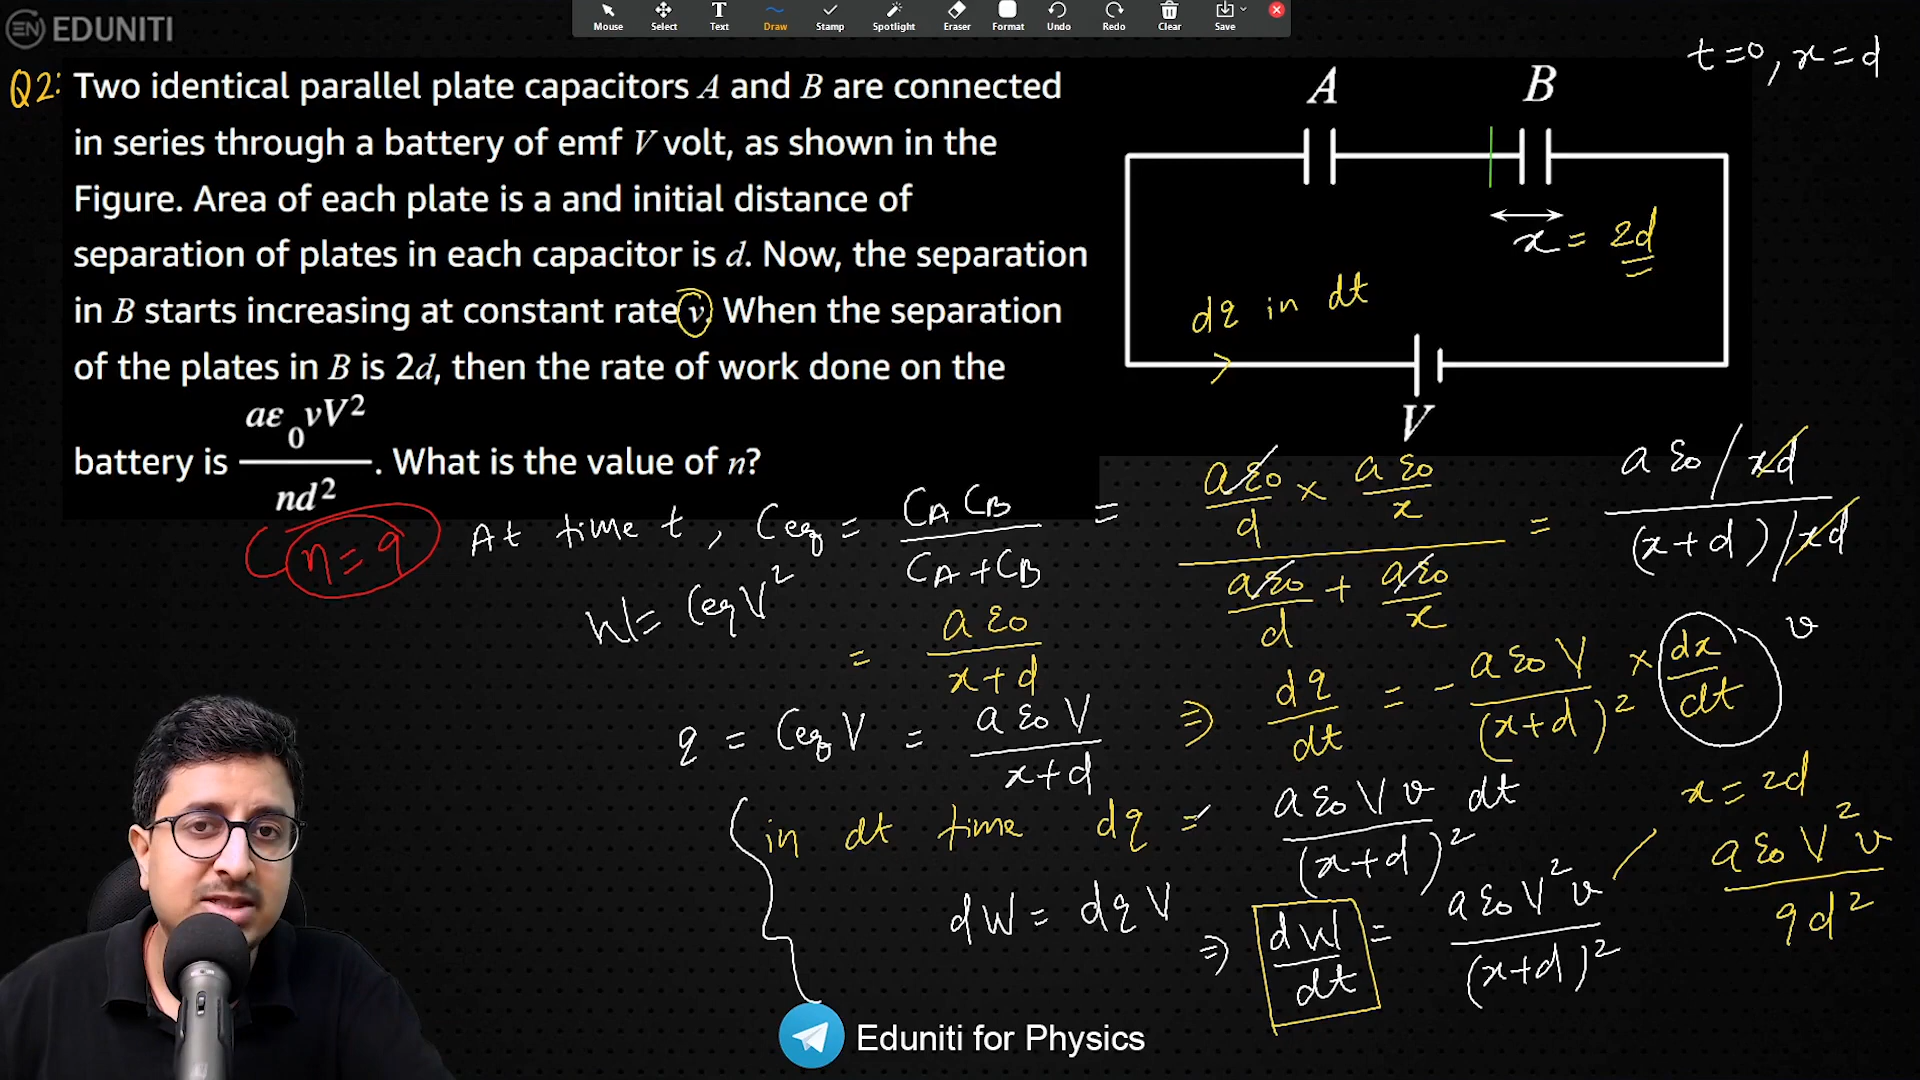 EN EDUNITI
Mouse Select Text Draw Stamp Spotlight Eraser Format Undo Redo Clear Save
t=0, x=d
Q2: Two identical parallel plate capacitors A and B are connected
in series through a battery of emf V volt, as shown in the
Figure. Area of each plate is a and initial distance of
separation of plates in each capacitor is d. Now, the separation
in B starts increasing at constant rate v. When the separation
of the plates in B is 2d, then the rate of work done on the
battery is aε₀vV²/nd². What is the value of n?
A B
x = 2d
dq in dt
V
n=9
At time t, Ceq = CA CB / CA+CB = (aε0/d × aε0/x) / (aε0/d + aε0/x) = (aε0/xd) / ((x+d)/xd)
W= CeqV²
= aε0 / x+d
q = CeqV = aε0V / x+d ⇒ dq/dt = - aε0V/(x+d)² × dx/dt v
in dt time dq = aε0Vv dt / (x+d)²
x=2d
dW= dqV ⇒ dW/dt = aε0V²v / (x+d)²
aε0V²v / 9d²
Eduniti for Physics